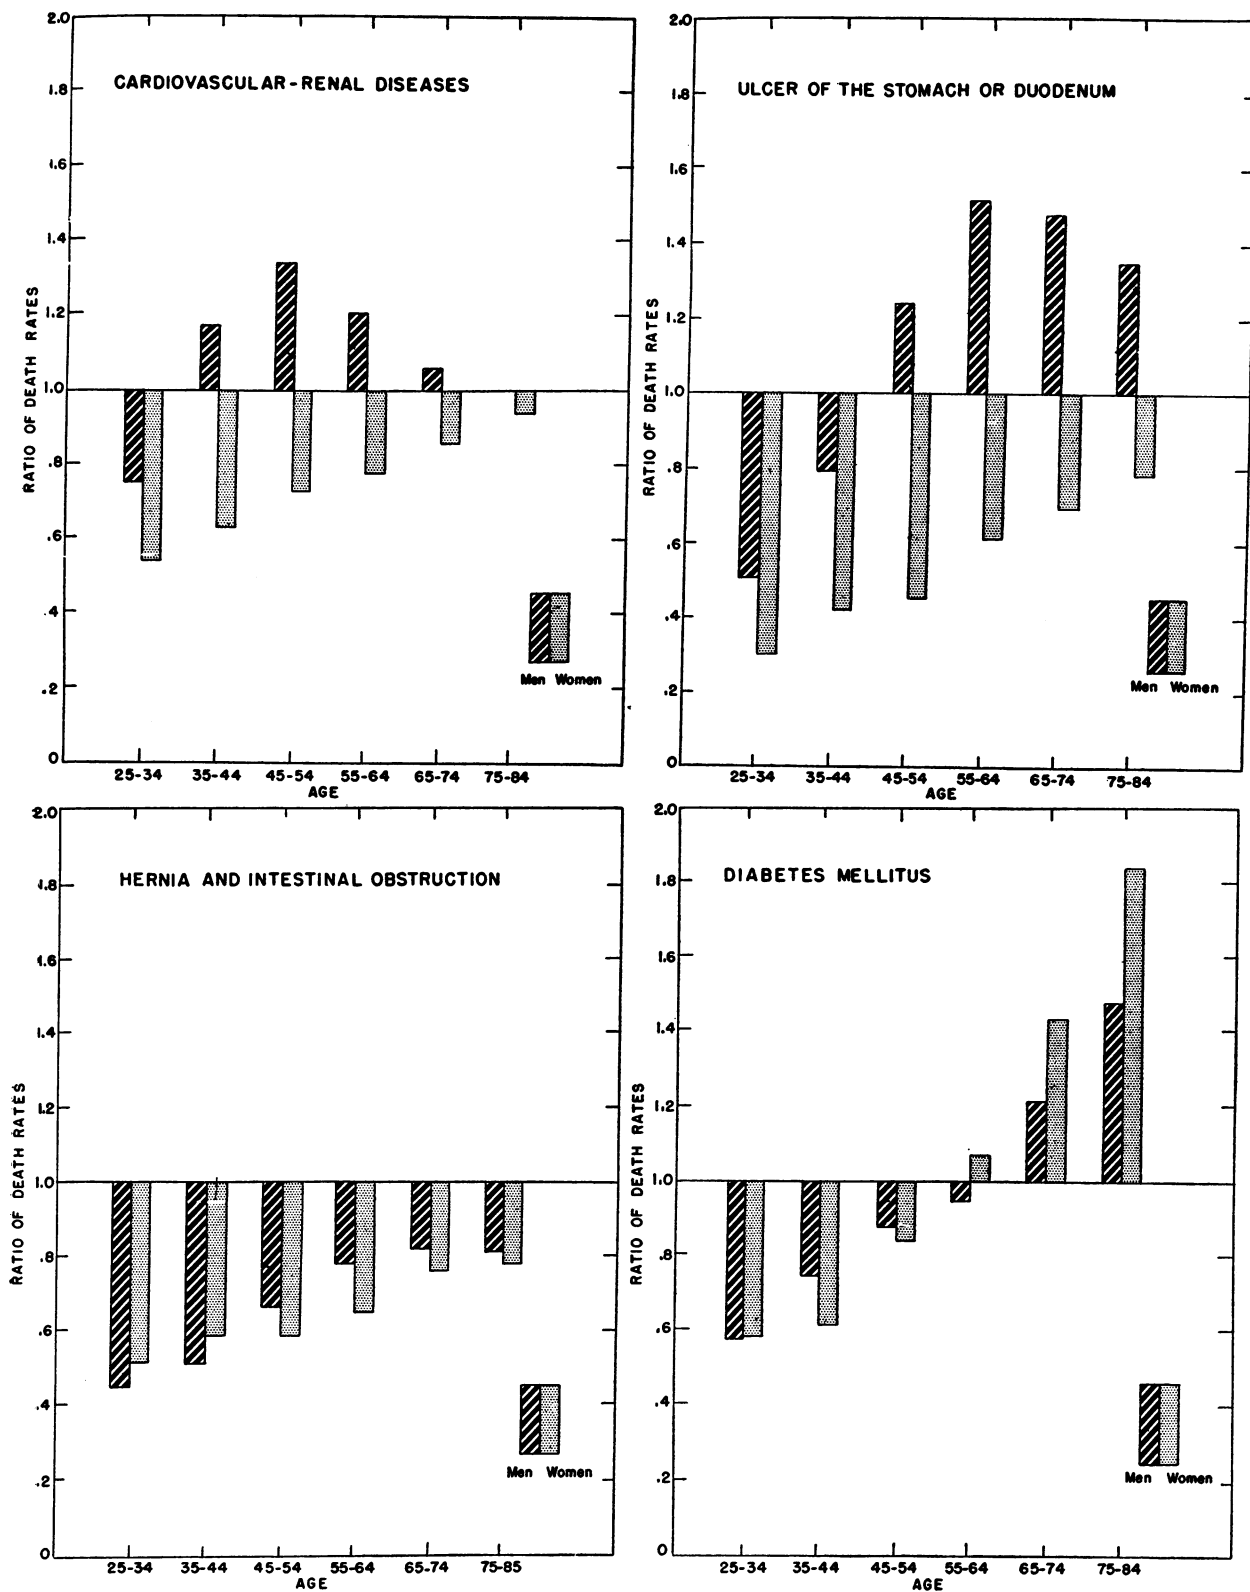 2.0
CARDIOVASCULAR-RENAL DISEASES
1.8
1.6
1.4
1.2
1.0
.8
.6
.4
.2
0
RATIO OF DEATH RATES
Men Women
25-34 35-44 45-54 55-64 65-74 75-84
AGE
2.0
ULCER OF THE STOMACH OR DUODENUM
1.8
1.6
1.4
1.2
1.0
.8
.6
.4
.2
0
RATIO OF DEATH RATES
Men Women
25-34 35-44 45-54 55-64 65-74 75-84
AGE
2.0
HERNIA AND INTESTINAL OBSTRUCTION
1.8
1.6
1.4
1.2
1.0
.8
.6
.4
.2
0
RATIO OF DEATH RATES
Men Women
25-34 35-44 45-54 55-64 65-74 75-85
AGE
2.0
DIABETES MELLITUS
1.8
1.6
1.4
1.2
1.0
.8
.6
.4
.2
0
RATIO OF DEATH RATES
Men Women
25-34 35-44 45-54 55-64 65-74 75-84
AGE